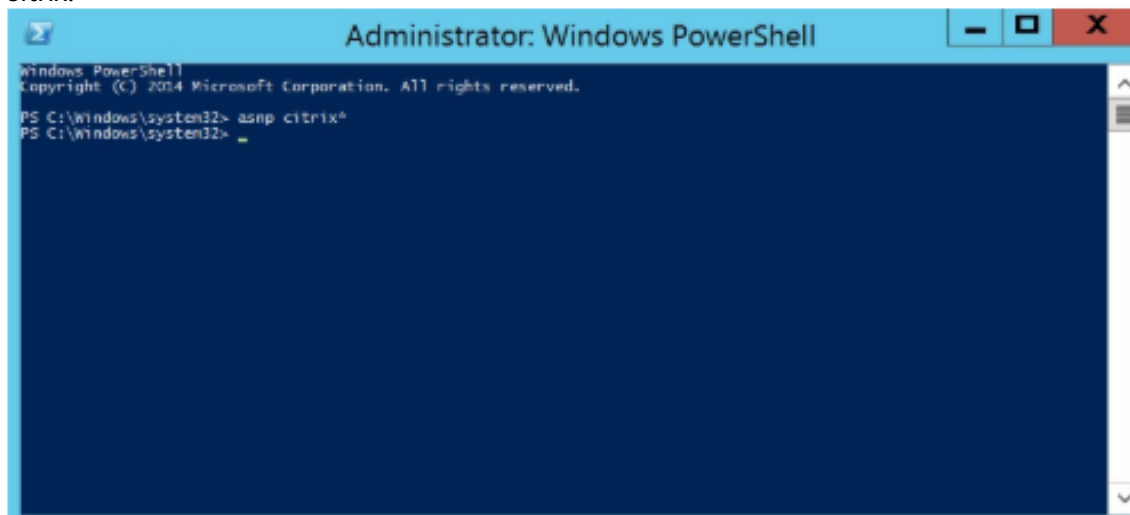 Administrator: Windows PowerShell
Windows PowerShell
Copyright (C) 2014 Microsoft Corporation. All rights reserved.
PS C:\Windows\system32> asnp citrix*
PS C:\Windows\system32> _